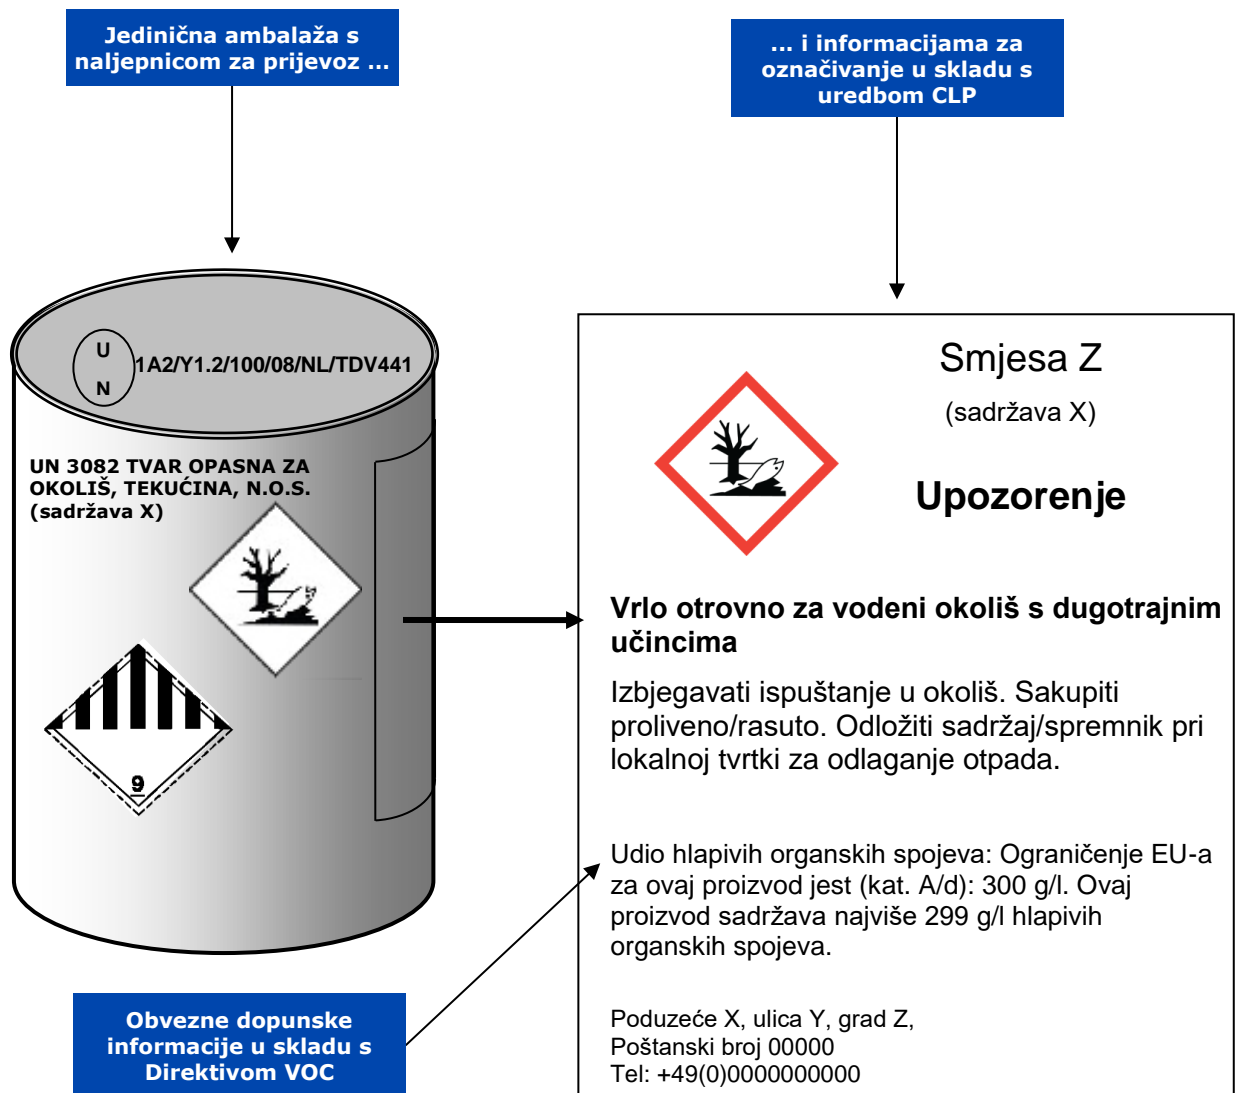 Jedinična ambalaža s
naljepnicom za prijevoz ...
... i informacijama za
označivanje u skladu s
uredbom CLP
U
N
1A2/Y1.2/100/08/NL/TDV441
UN 3082 TVAR OPASNA ZA
OKOLIŠ, TEKUĆINA, N.O.S.
(sadržava X)
9
Smjesa Z
(sadržava X)
Upozorenje
Vrlo otrovno za vodeni okoliš s dugotrajnim
učincima
Izbjegavati ispuštanje u okoliš. Sakupiti
proliveno/rasuto. Odložiti sadržaj/spremnik pri
lokalnoj tvrtki za odlaganje otpada.
Udio hlapivih organskih spojeva: Ograničenje EU-a
za ovaj proizvod jest (kat. A/d): 300 g/l. Ovaj
proizvod sadržava najviše 299 g/l hlapivih
organskih spojeva.
Poduzeće X, ulica Y, grad Z,
Poštanski broj 00000
Tel: +49(0)0000000000
Obvezne dopunske
informacije u skladu s
Direktivom VOC